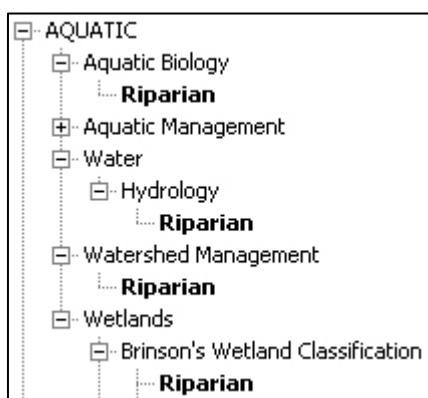 AQUATIC
Aquatic Biology
Riparian
Aquatic Management
Water
Hydrology
Riparian
Watershed Management
Riparian
Wetlands
Brinson's Wetland Classification
Riparian